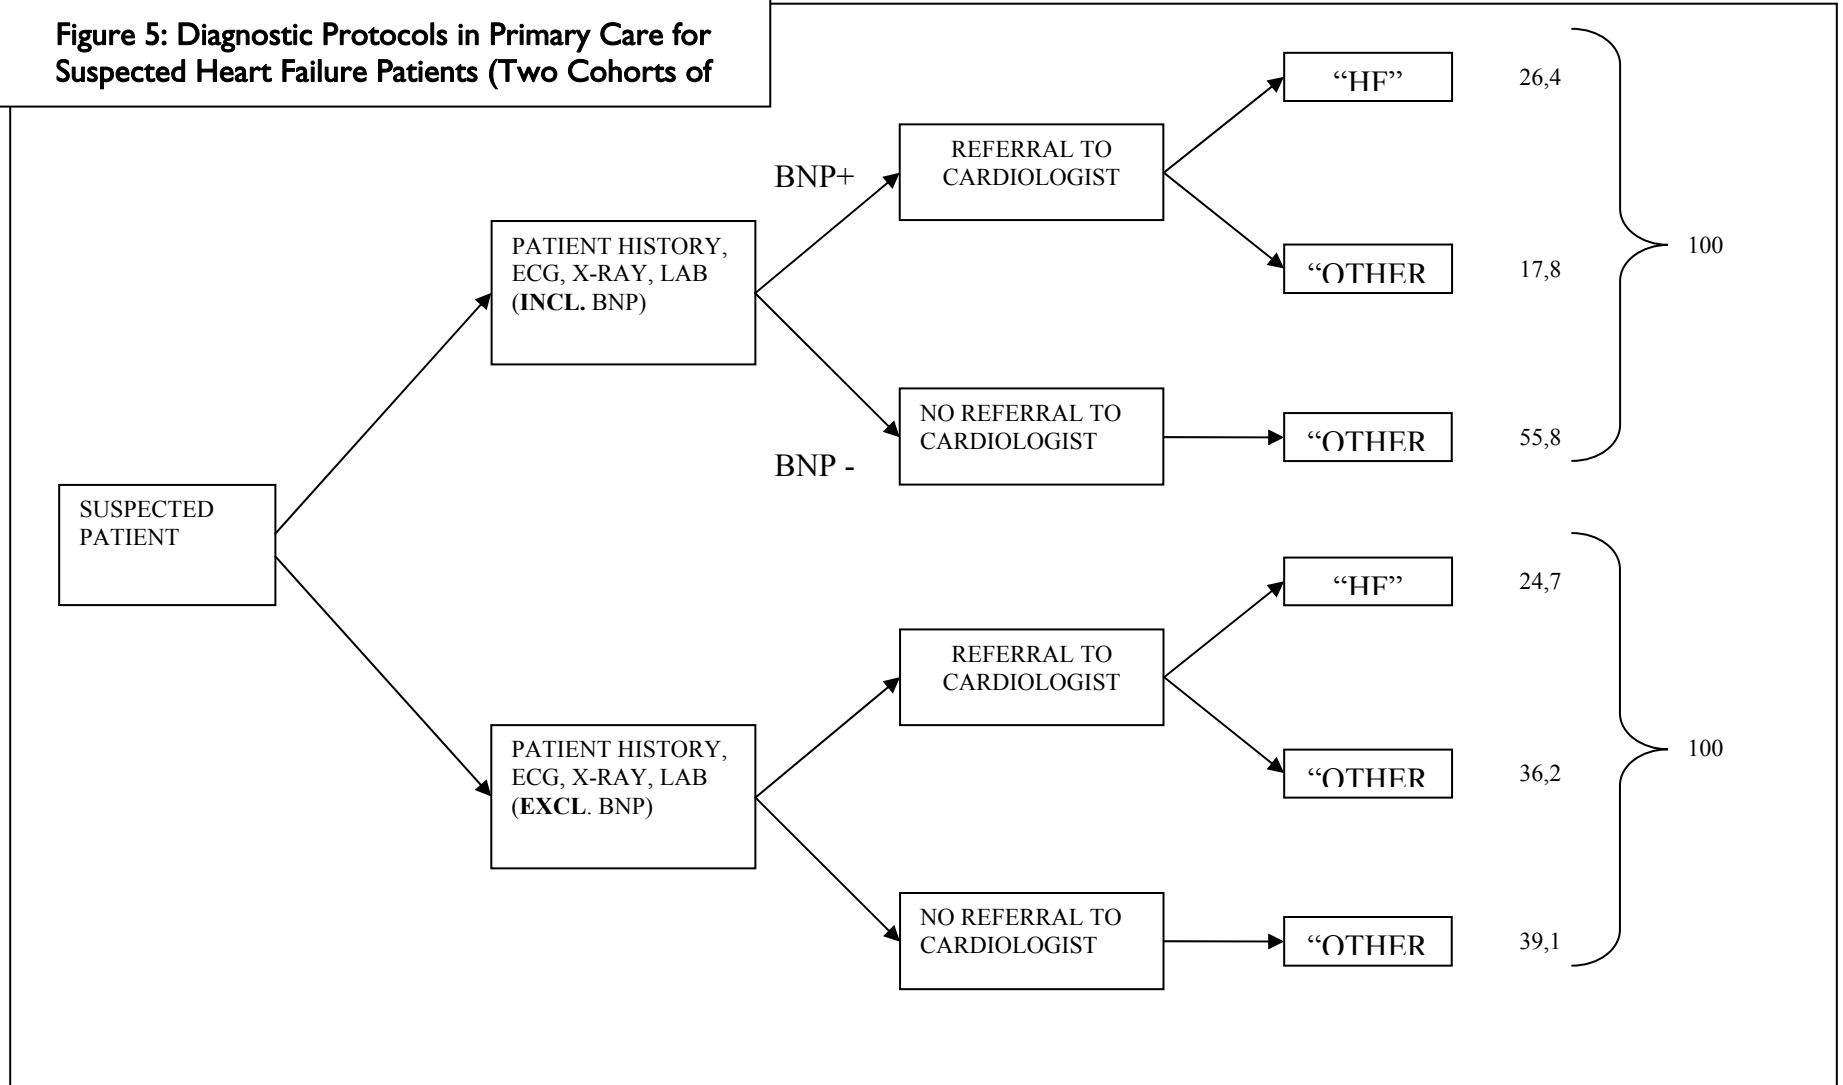 Figure 5: Diagnostic Protocols in Primary Care for
Suspected Heart Failure Patients (Two Cohorts of
SUSPECTED
PATIENT
PATIENT HISTORY,
ECG, X-RAY, LAB
(INCL. BNP)
BNP+
BNP -
REFERRAL TO
CARDIOLOGIST
“HF”
26,4
“OTHER
17,8
NO REFERRAL TO
CARDIOLOGIST
“OTHER
55,8
100
PATIENT HISTORY,
ECG, X-RAY, LAB
(EXCL. BNP)
REFERRAL TO
CARDIOLOGIST
“HF”
24,7
“OTHER
36,2
NO REFERRAL TO
CARDIOLOGIST
“OTHER
39,1
100